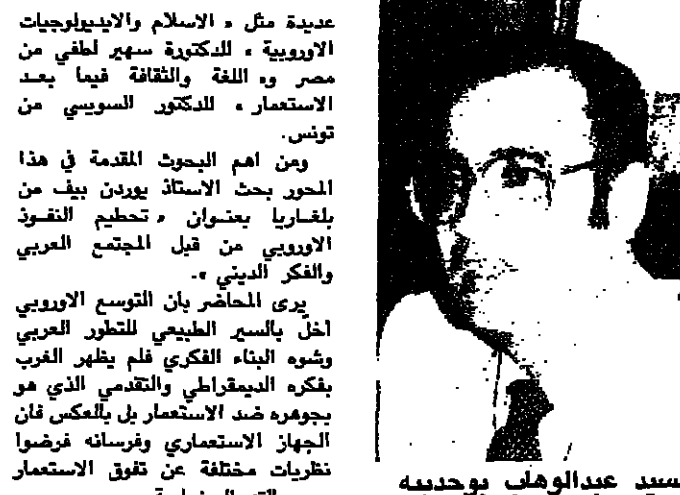 عديدة مثل « الاسلام والايديولوجيات
الاوروبية » للدكتورة سهير لطفي من
مصر و« اللغة والثقافة فيما بعد
الاستعمار » للدكتور السويسي من
تونس.
ومن اهم البحوث المقدمة في هذا
المحور بحث الاستاذ يوردن بيف من
بلغاريا بعنوان « تحطيم النفوذ
الاوروبي من قبل المجتمع العربي
والفكر الديني ».
يرى المحاضر بان التوسع الاوروبي
أخلّ بالسير الطبيعي للتطور العربي
وشوه البناء الفكري فلم يظهر الغرب
بفكره الديمقراطي والتقدمي الذي هو
بجوهره ضد الاستعمار بل بالعكس فان
الجهاز الاستعماري وفرسانه فرضوا
نظريات مختلفة عن تفوق الاستعمار
عبدالوهاب بوحديبه